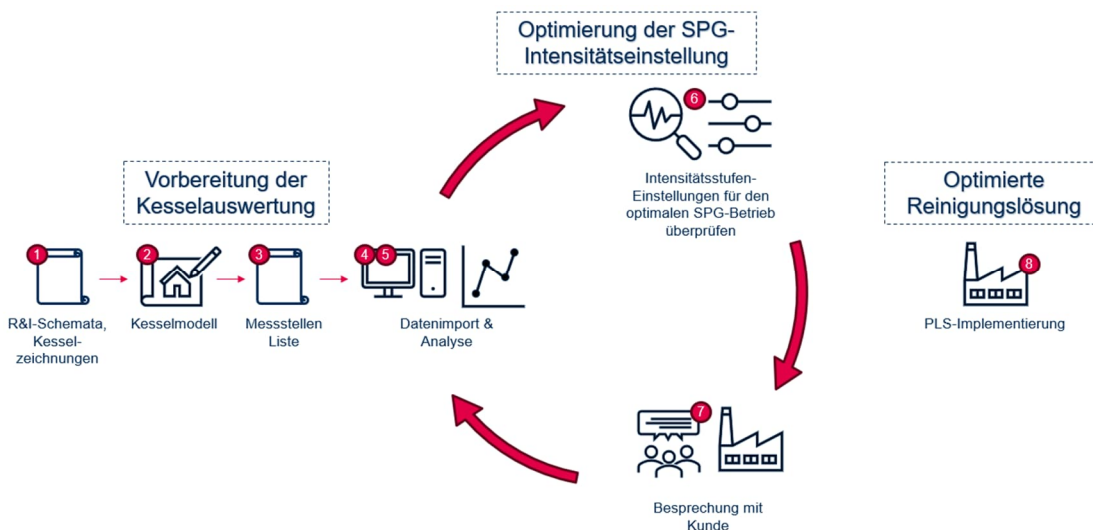 Optimierung der SPG-
Intensitätseinstellung
6
Intensitätsstufen-
Einstellungen für den
optimalen SPG-Betrieb
überprüfen
Vorbereitung der
Kesselauswertung
1
2
3
4
5
R&I-Schemata,
Kessel-
zeichnungen
Kesselmodell
Messstellen
Liste
Datenimport &
Analyse
Optimierte
Reinigungslösung
8
PLS-Implementierung
7
Besprechung mit
Kunde